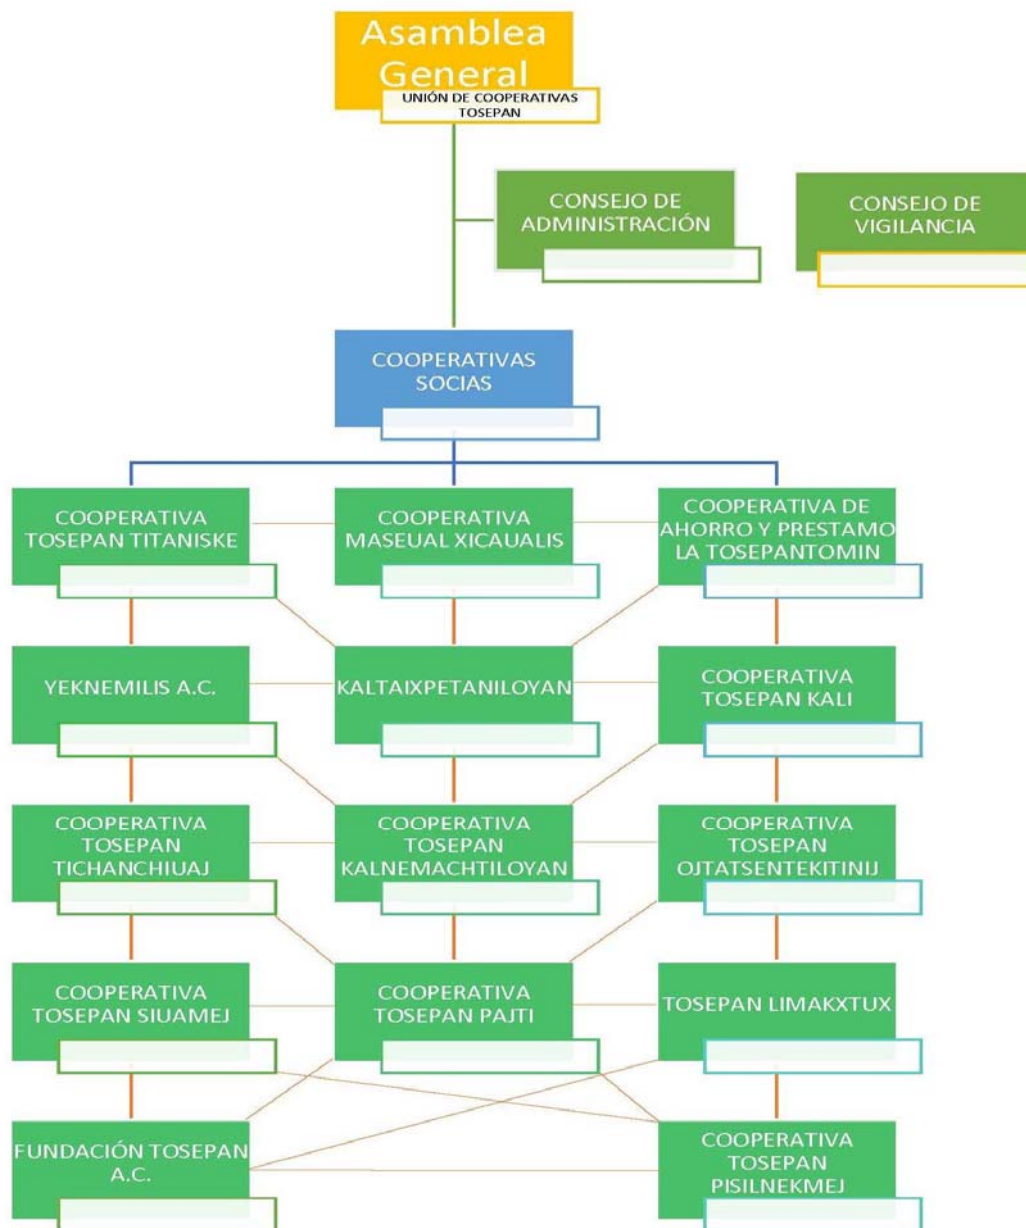 Asamblea
General
UNIÓN DE COOPERATIVAS
TOSEPAN
CONSEJO DE
ADMINISTRACIÓN
CONSEJO DE
VIGILANCIA
COOPERATIVAS
SOCIAS
COOPERATIVA
TOSEPAN TITANISKE
COOPERATIVA
MASEUAL XICAUALIS
COOPERATIVA DE
AHORRO Y PRESTAMO
LA TOSEPANTOMIN
YEKNEMILIS A.C.
KALTAIXPETANILOYAN
COOPERATIVA
TOSEPAN KALI
COOPERATIVA
TOSEPAN
TICHANCHIUAJ
COOPERATIVA
TOSEPAN
KALNEMACHTILOYAN
COOPERATIVA
TOSEPAN
OJTATSENTEKITINIJ
COOPERATIVA
TOSEPAN SIUAMEJ
COOPERATIVA
TOSEPAN PAJTI
TOSEPAN LIMAKXTUX
FUNDACIÓN TOSEPAN
A.C.
COOPERATIVA
TOSEPAN
PISILNEKMEJ